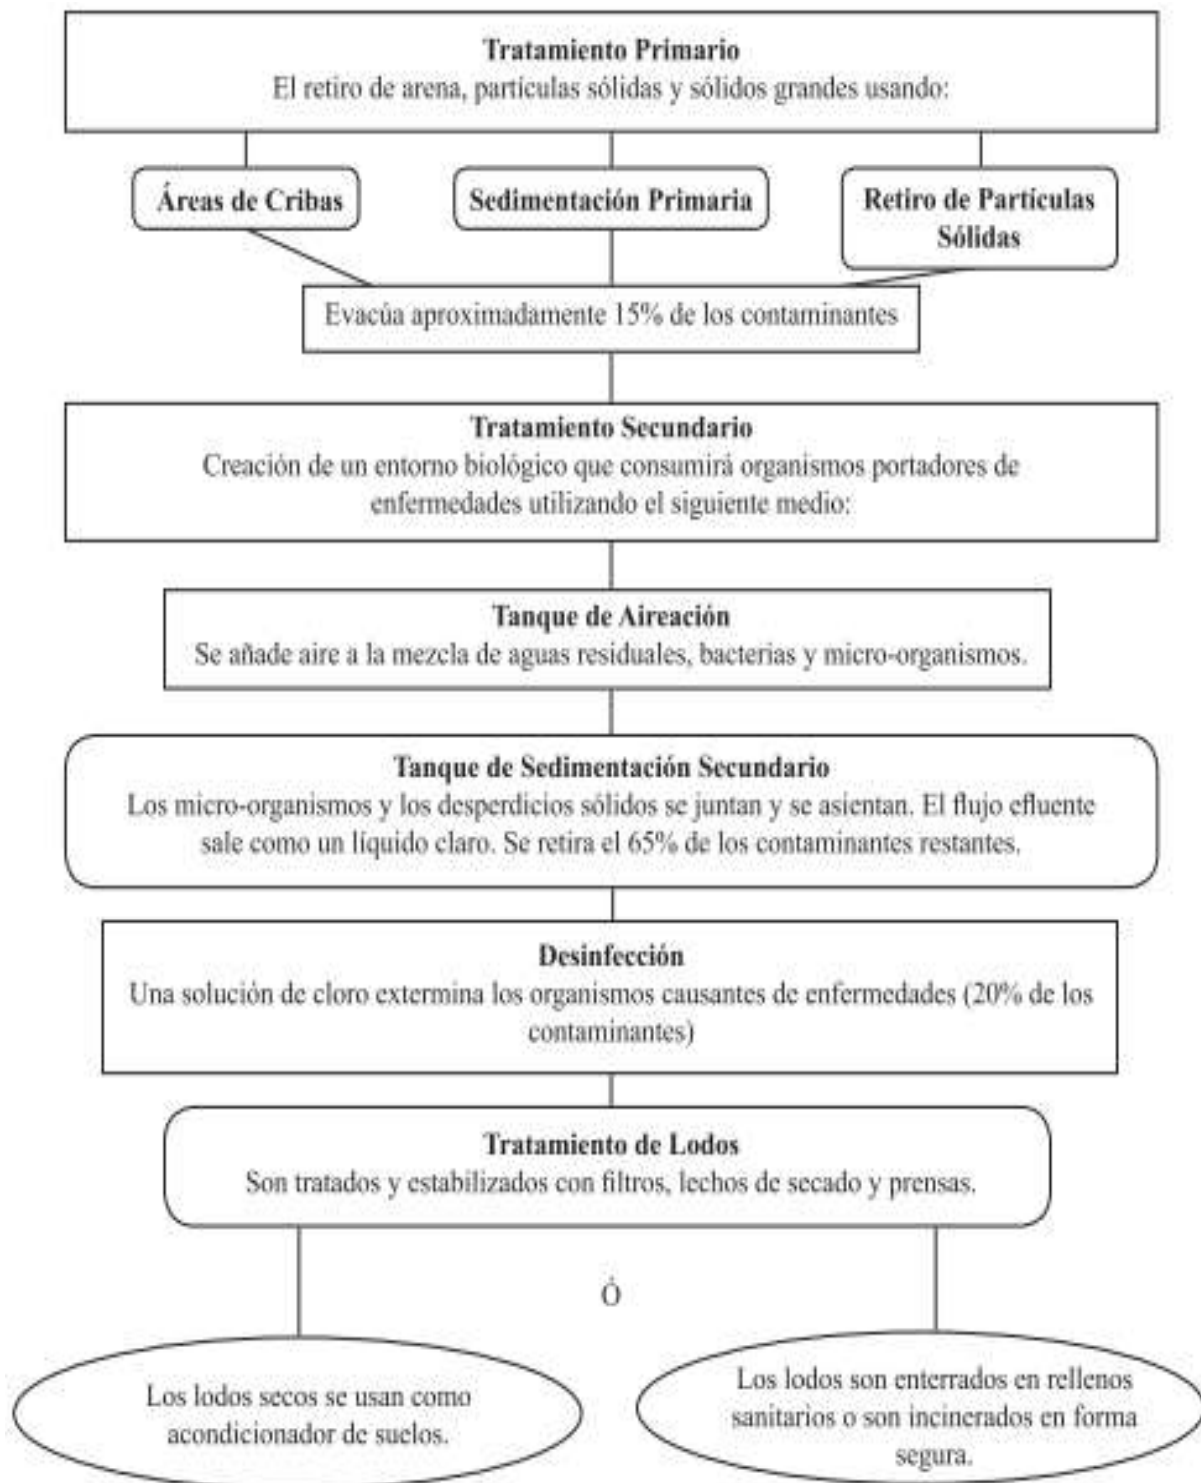 Tratamiento Primario
El retiro de arena, partículas sólidas y sólidos grandes usando:
Áreas de Cribas
Sedimentación Primaria
Retiro de Partículas
Sólidas
Evacúa aproximadamente 15% de los contaminantes
Tratamiento Secundario
Creación de un entorno biológico que consumirá organismos portadores de
enfermedades utilizando el siguiente medio:
Tanque de Aireación
Se añade aire a la mezcla de aguas residuales, bacterias y micro-organismos.
Tanque de Sedimentación Secundario
Los micro-organismos y los desperdicios sólidos se juntan y se asientan. El flujo efluente
sale como un líquido claro. Se retira el 65% de los contaminantes restantes.
Desinfección
Una solución de cloro extermina los organismos causantes de enfermedades (20% de los
contaminantes)
Tratamiento de Lodos
Son tratados y estabilizados con filtros, lechos de secado y prensas.
Ó
Los lodos secos se usan como
acondicionador de suelos.
Los lodos son enterrados en rellenos
sanitarios o son incinerados en forma
segura.